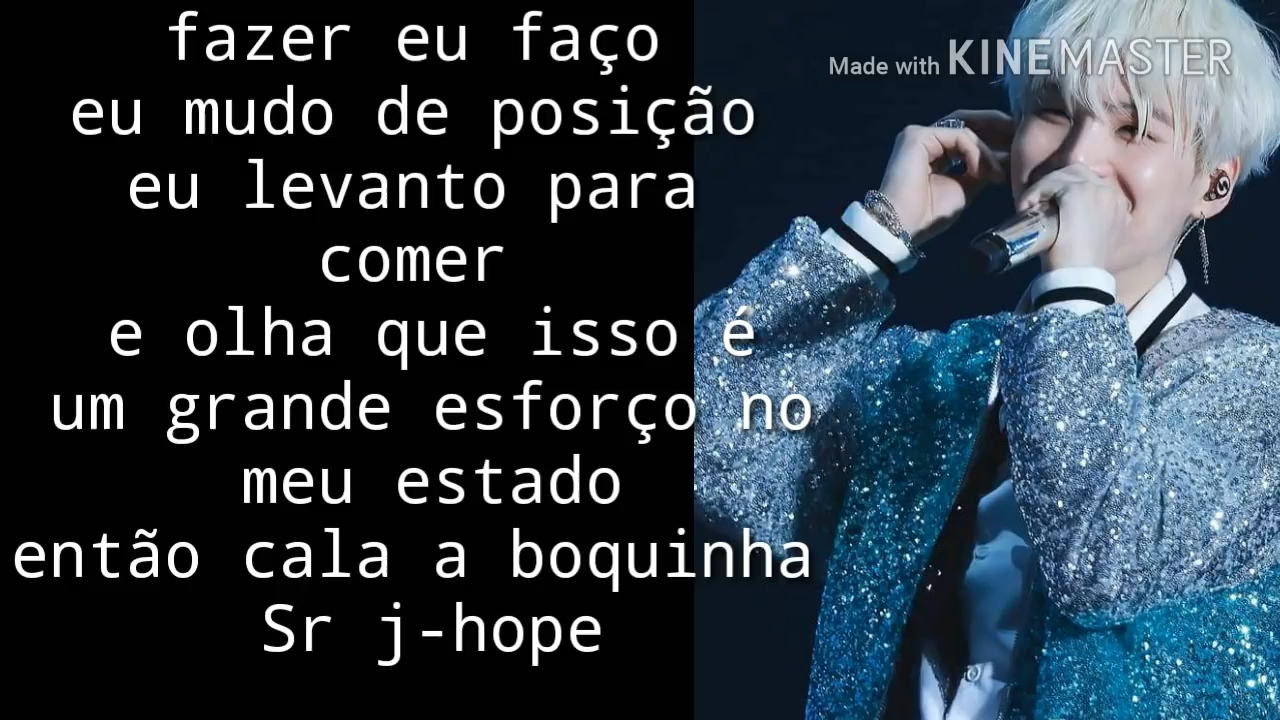 fazer eu faço
eu mudo de posição
eu levanto para
comer
e olha que isso é
um grande esforço no
meu estado
então cala a boquinha
Sr j-hope
Made with KINEMASTER